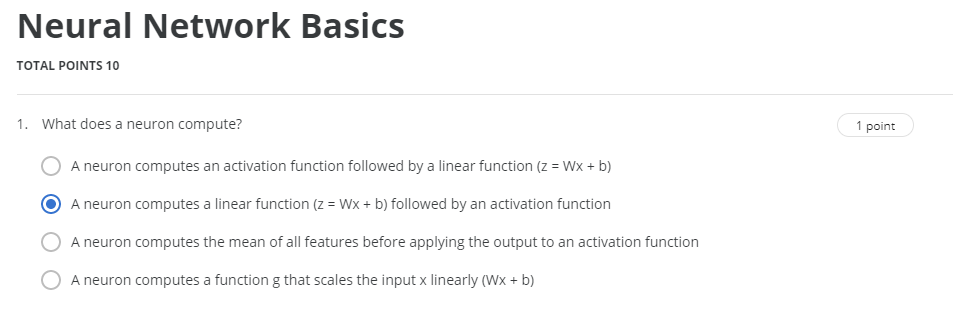 Neural Network Basics
TOTAL POINTS 10
1. What does a neuron compute?
1 point
A neuron computes an activation function followed by a linear function (z = Wx + b)
A neuron computes a linear function (z = Wx + b) followed by an activation function
A neuron computes the mean of all features before applying the output to an activation function
A neuron computes a function g that scales the input x linearly (Wx + b)